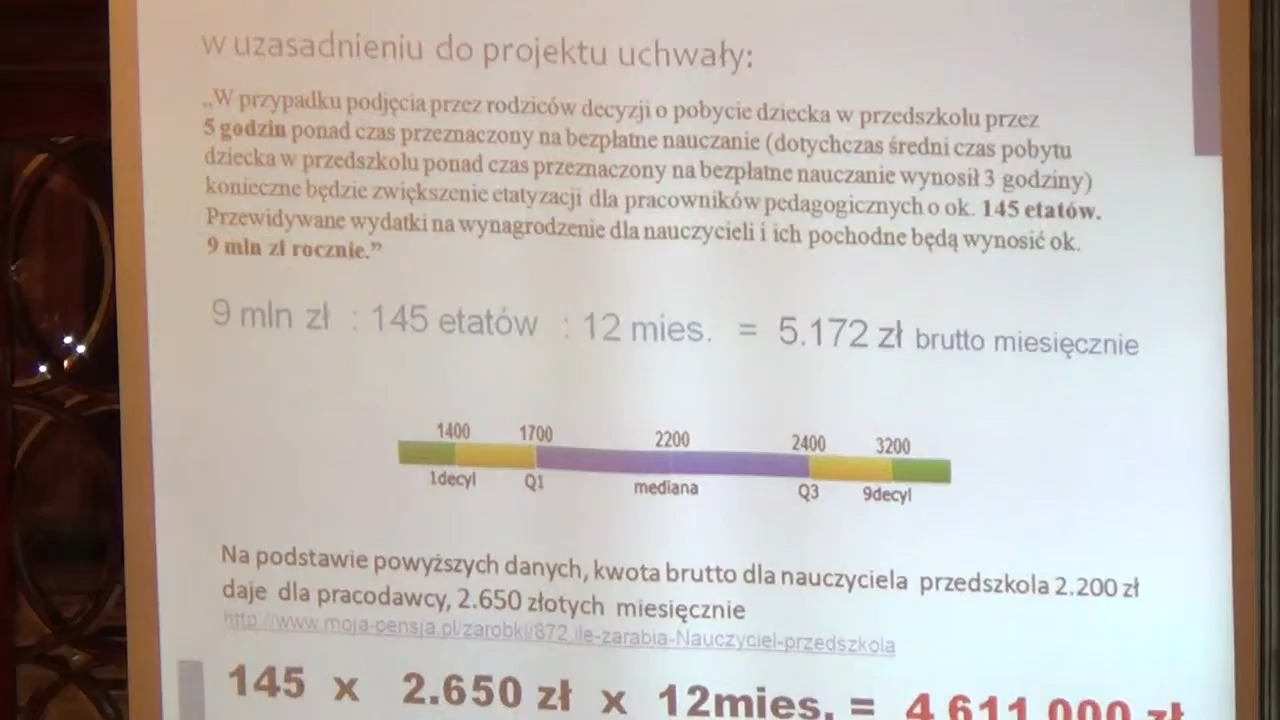 w uzasadnieniu do projektu uchwały:
„W przypadku podjęcia przez rodziców decyzji o pobycie dziecka w przedszkolu przez
5 godzin ponad czas przeznaczony na bezpłatne nauczanie (dotychczas średni czas pobytu
dziecka w przedszkolu ponad czas przeznaczony na bezpłatne nauczanie wynosił 3 godziny)
konieczne będzie zwiększenie etatyzacji dla pracowników pedagogicznych o ok. 145 etatów.
Przewidywane wydatki na wynagrodzenie dla nauczycieli i ich pochodne będą wynosić ok.
9 mln zł rocznie.”
9 mln zł : 145 etatów : 12 mies. = 5.172 zł brutto miesięcznie
1400 1700 2200 2400 3200
1decyl Q1 mediana Q3 9decyl
Na podstawie powyższych danych, kwota brutto dla nauczyciela przedszkola 2.200 zł
daje dla pracodawcy, 2.650 złotych miesięcznie
http://www.moja-pensja.pl/zarobki/872,ile-zarabia-Nauczyciel-przedszkola
145 x 2.650 zł x 12mies. = 4 611 000 zł